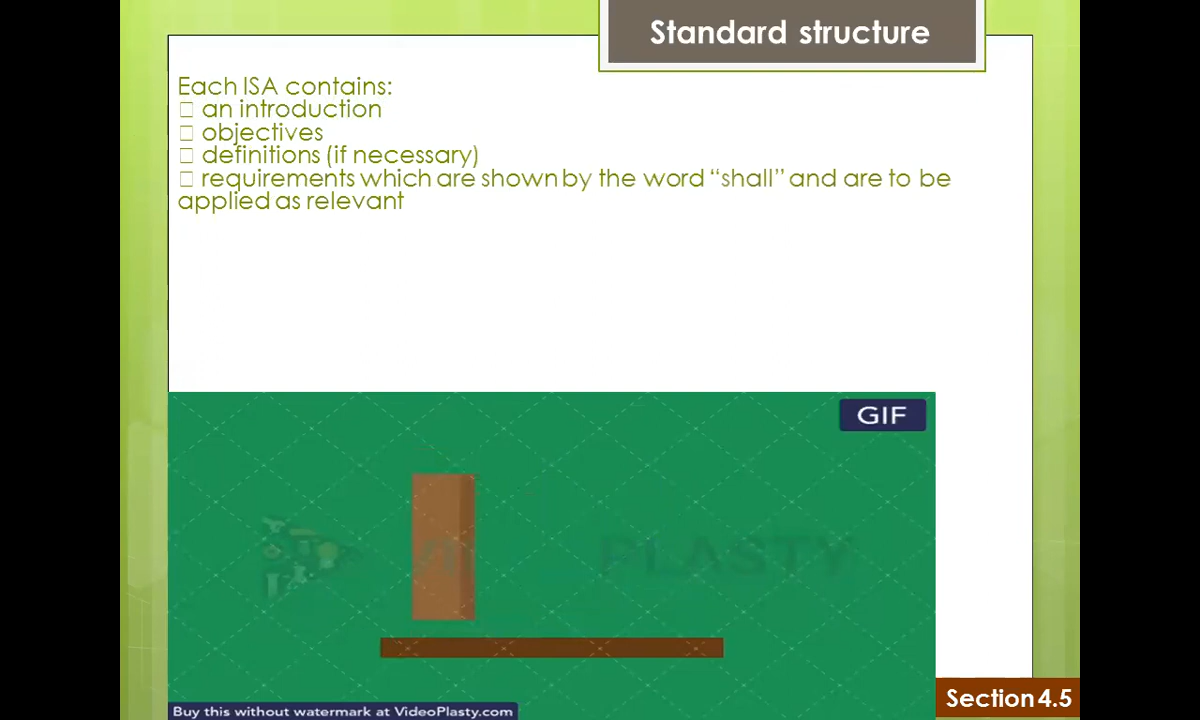 Standard structure
Each ISA contains:
□ an introduction
□ objectives
□ definitions (if necessary)
□ requirements which are shown by the word “shall” and are to be
applied as relevant
GIF
PLASTY
Buy this without watermark at VideoPlasty.com
Section 4.5